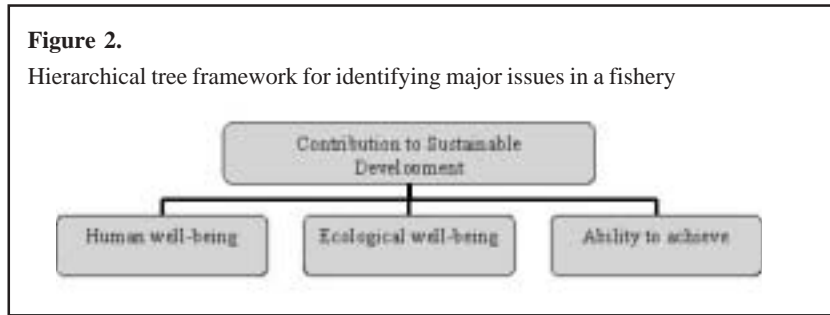 Figure 2.
Hierarchical tree framework for identifying major issues in a fishery
Contribution to Sustainable
Development
Human well-being
Ecological well-being
Ability to achieve